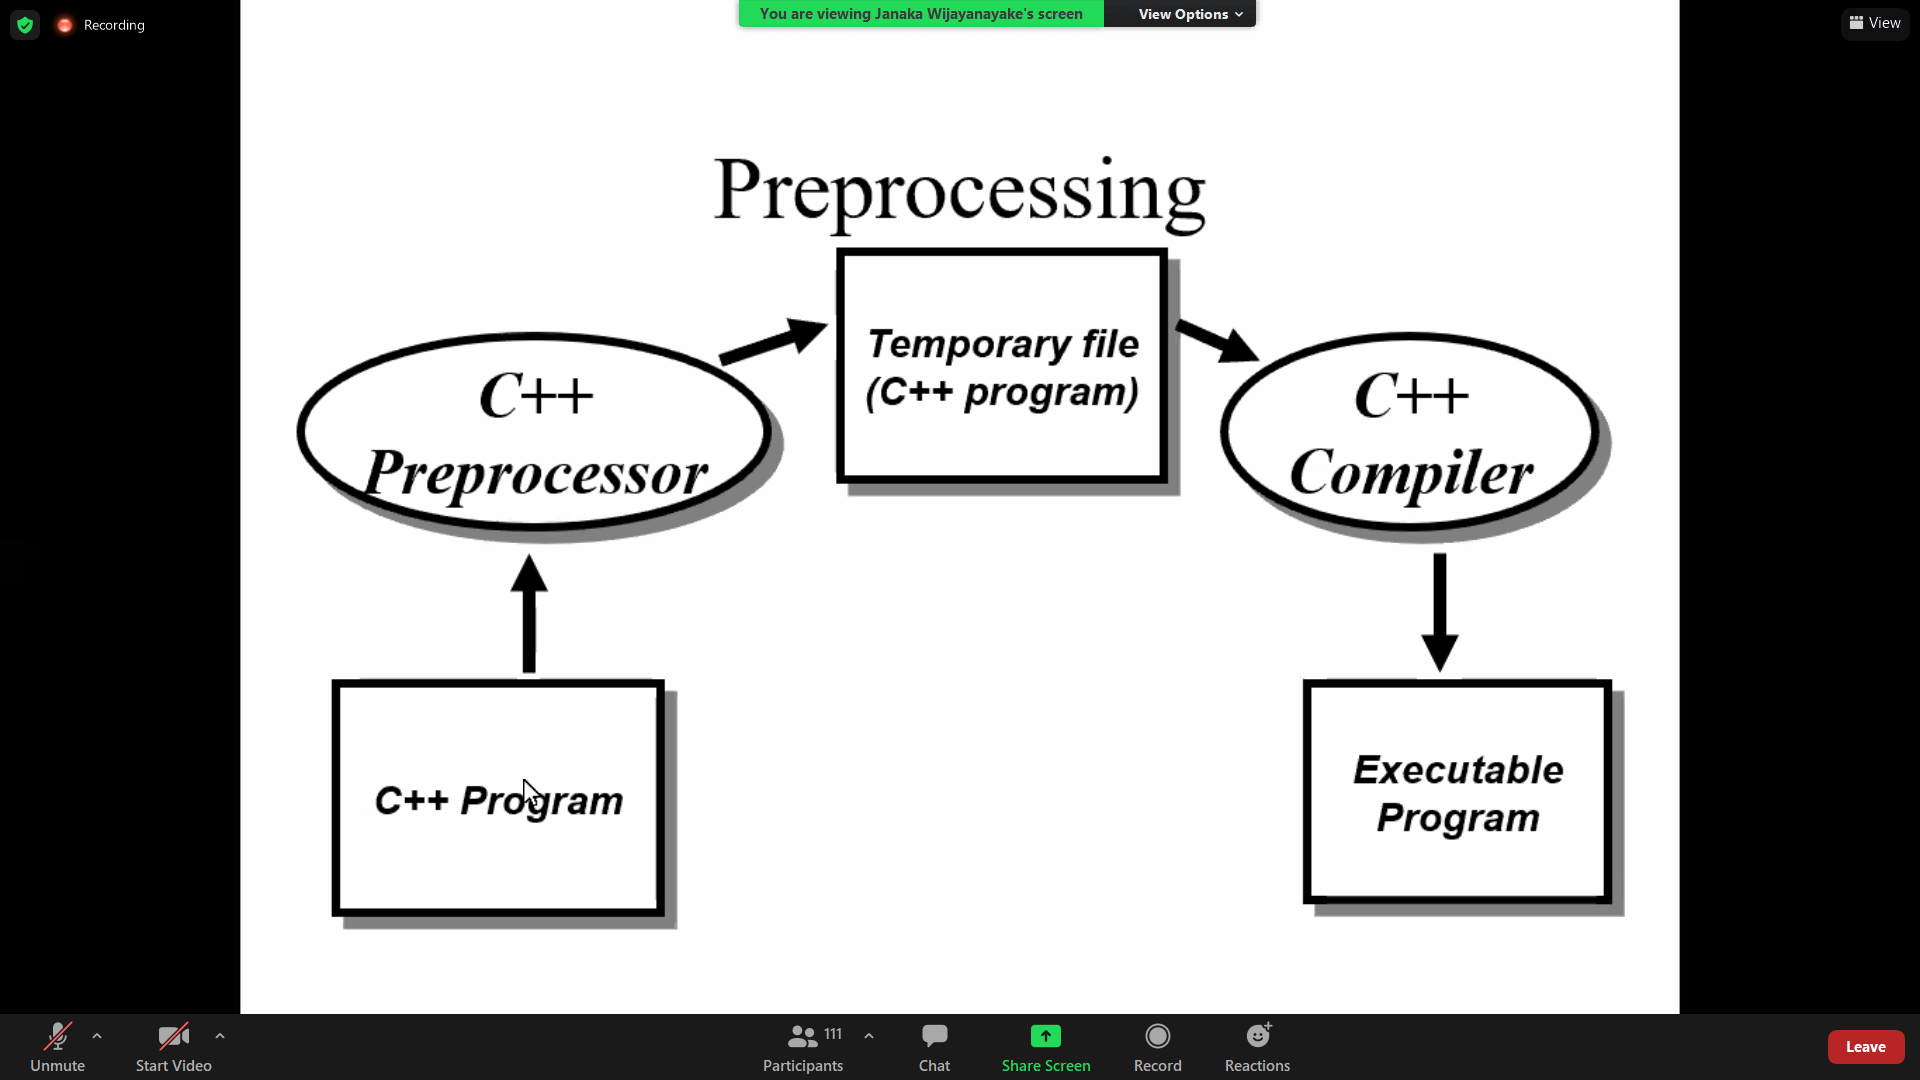 Recording
You are viewing Janaka Wijayanayake's screen
View Options
View
Preprocessing
C++
Preprocessor
Temporary file
(C++ program)
C++
Compiler
C++ Program
Executable
Program
Unmute
Start Video
111
Participants
Chat
Share Screen
Record
Reactions
Leave